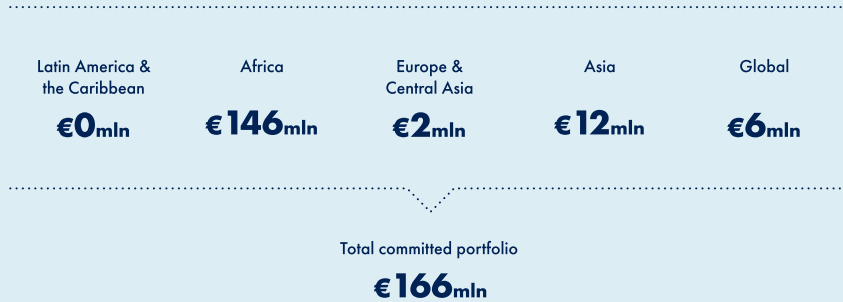 Latin America &
the Caribbean
€0mln
Africa
€146mln
Europe &
Central Asia
€2mln
Asia
€12mln
Global
€6mln
Total committed portfolio
€166mln